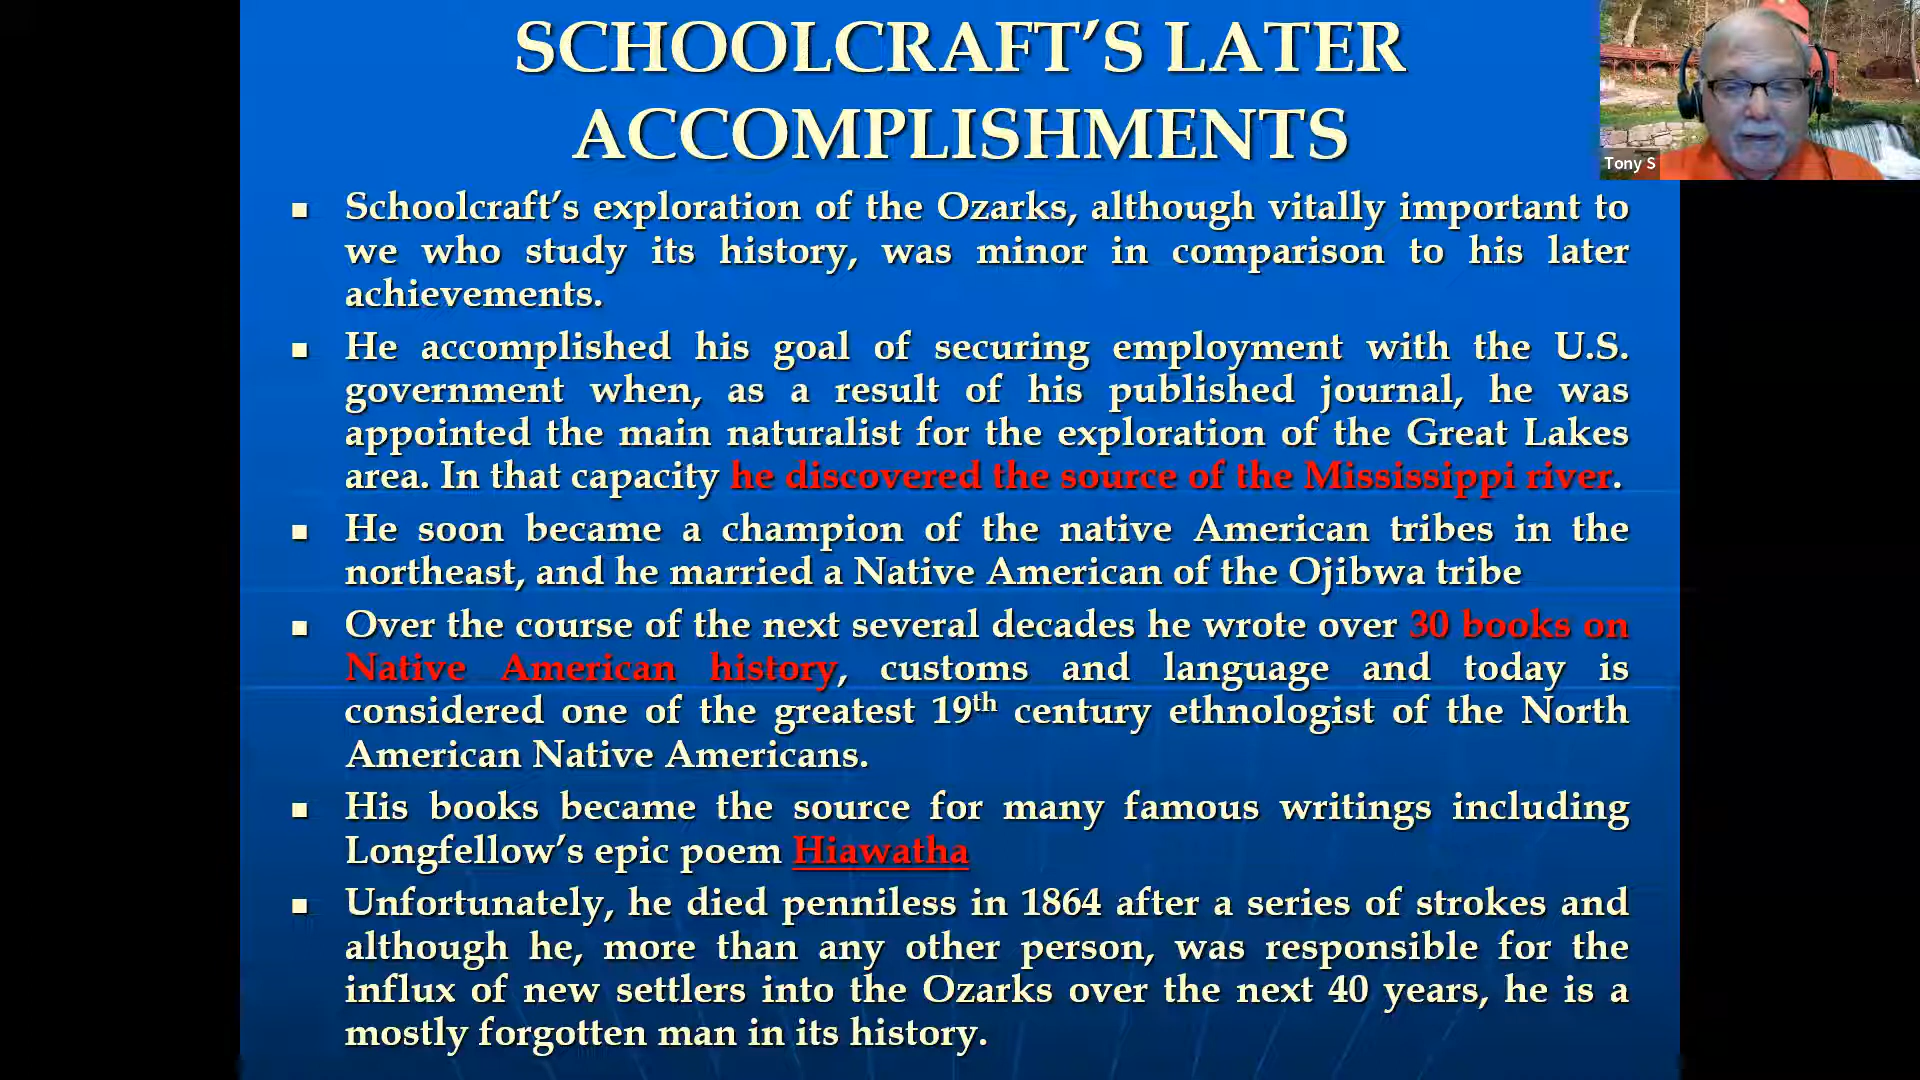 SCHOOLCRAFT'S LATER
ACCOMPLISHMENTS
Tony S
▪ Schoolcraft's exploration of the Ozarks, although vitally important to
we who study its history, was minor in comparison to his later
achievements.
▪ He accomplished his goal of securing employment with the U.S.
government when, as a result of his published journal, he was
appointed the main naturalist for the exploration of the Great Lakes
area. In that capacity he discovered the source of the Mississippi river.
▪ He soon became a champion of the native American tribes in the
northeast, and he married a Native American of the Ojibwa tribe
▪ Over the course of the next several decades he wrote over 30 books on
Native American history, customs and language and today is
considered one of the greatest 19th century ethnologist of the North
American Native Americans.
▪ His books became the source for many famous writings including
Longfellow's epic poem Hiawatha
▪ Unfortunately, he died penniless in 1864 after a series of strokes and
although he, more than any other person, was responsible for the
influx of new settlers into the Ozarks over the next 40 years, he is a
mostly forgotten man in its history.